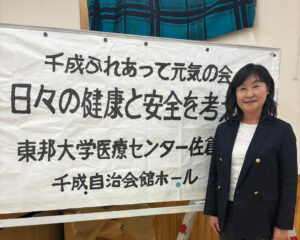 千成ふれあって元気の会
日々の健康と安全を考
東邦大学医療センター佐倉
千成自治会館ホール